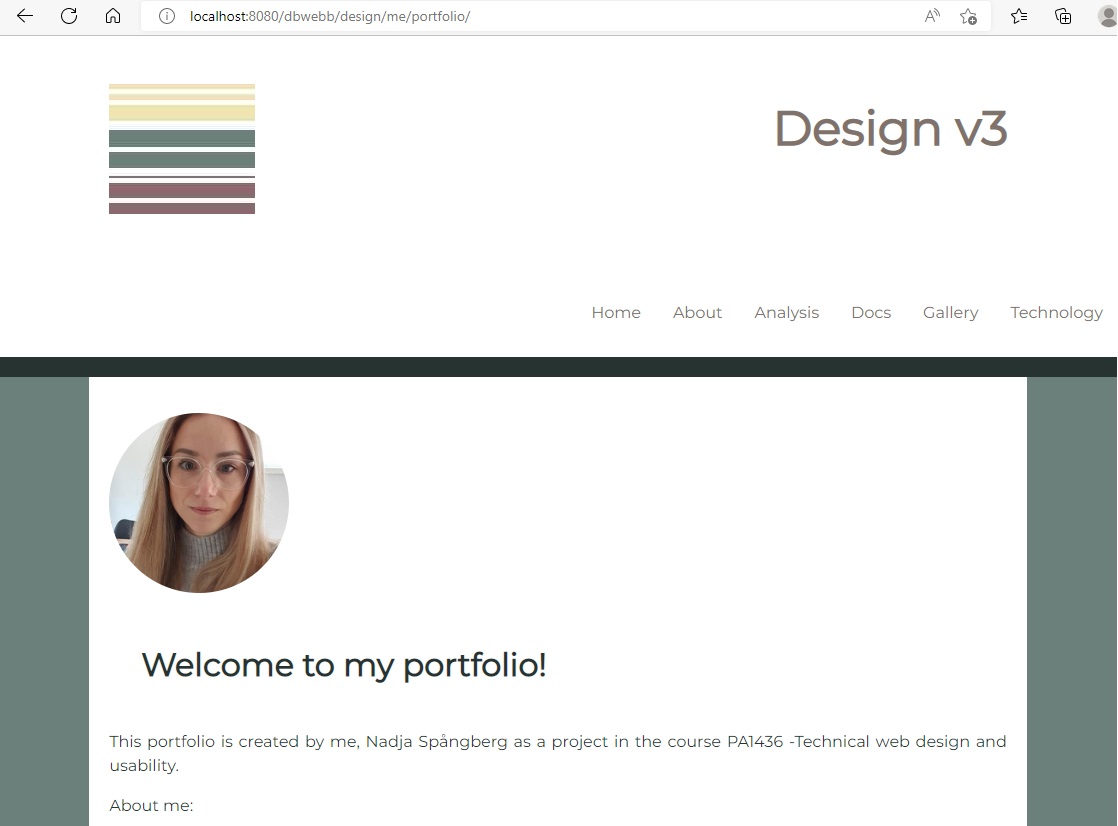 localhost:8080/dbwebb/design/me/portfolio/
Design v3
Home About Analysis Docs Gallery Technology
Welcome to my portfolio!
This portfolio is created by me, Nadja Spångberg as a project in the course PA1436 -Technical web design and
usability.
About me: